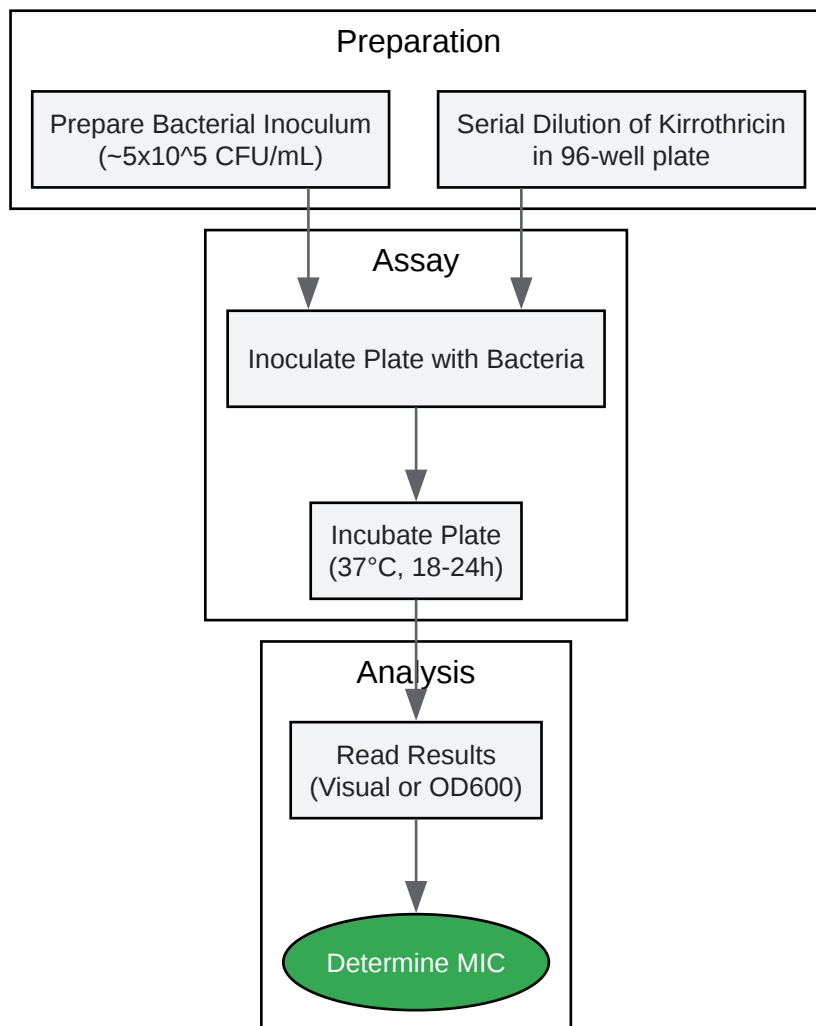 Preparation
Prepare Bacterial Inoculum
(~5x10^5 CFU/mL)
Serial Dilution of Kirrothricin
in 96-well plate
Assay
Inoculate Plate with Bacteria
Incubate Plate
(37°C, 18-24h)
Analysis
Read Results
(Visual or OD600)
Determine MIC